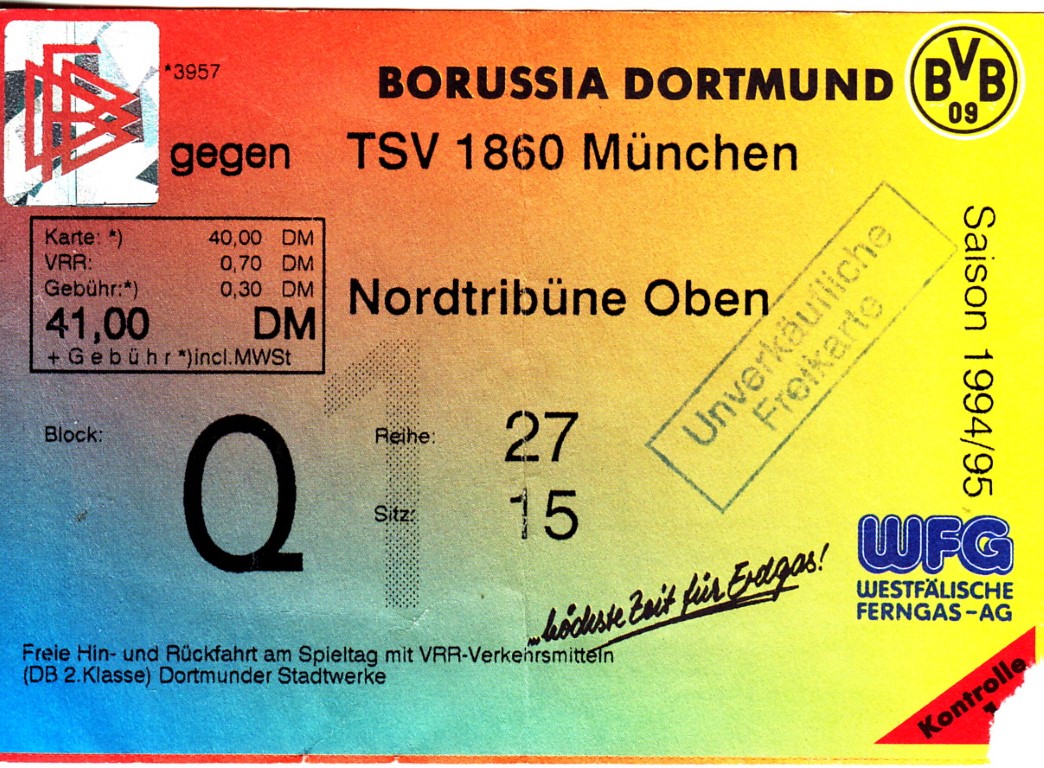 *3957
BORUSSIA DORTMUND
BVB
09
gegen TSV 1860 München
Karte: *) 40,00 DM
VRR: 0,70 DM
Gebühr:*) 0,30 DM
41,00 DM
+ Gebühr *)incl.MWSt
Nordtribüne Oben
Unverkäufliche
Freikarte
Saison 1994/95
1
Block: Q
Reihe: 27
Sitz: 15
WFG
WESTFÄLISCHE
FERNGAS-AG
...höchste Zeit für Erdgas!
Freie Hin- und Rückfahrt am Spieltag mit VRR-Verkehrsmitteln
(DB 2.Klasse) Dortmunder Stadtwerke
Kontrolle